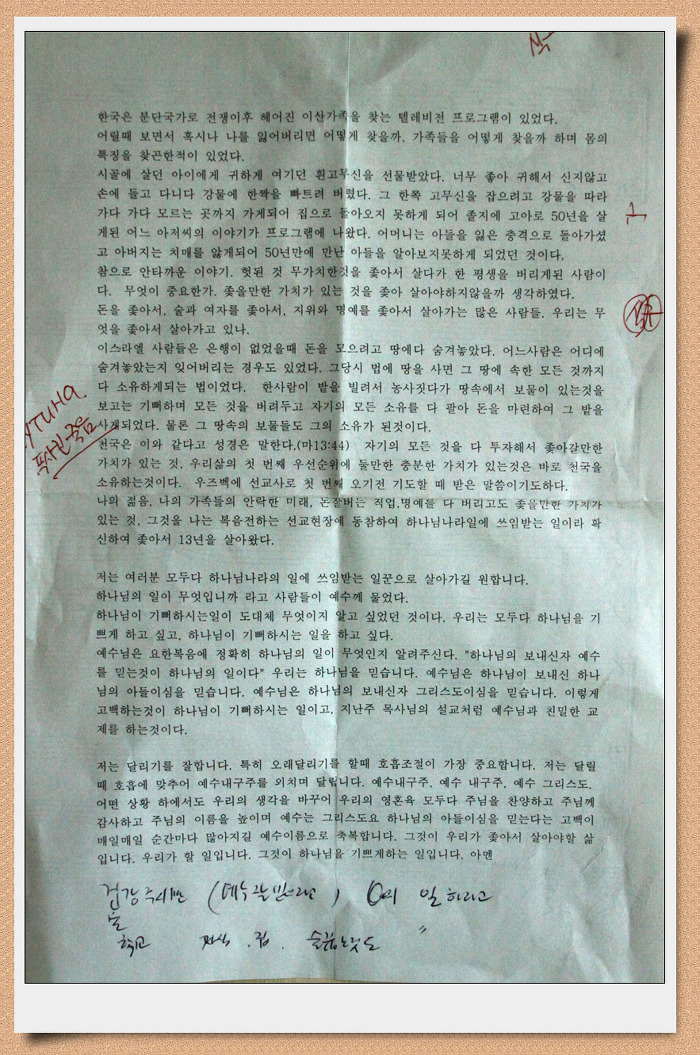 한국은 분단국가로 전쟁이후 헤어진 이산가족을 찾는 텔레비전 프로그램이 있었다.
어릴때 보면서 혹시나 나를 잃어버리면 어떻게 찾을까, 가족들을 어떻게 찾을까 하며 몸의
특징을 찾곤한적이 있었다.
시골에 살던 아이에게 귀하게 여기던 흰고무신을 선물받았다. 너무 좋아 귀해서 신지않고
손에 들고 다니다 강물에 한짝을 빠트려 버렸다. 그 한쪽 고무신을 잡으려고 강물을 따라
가다 가다 모르는 곳까지 가게되어 집으로 돌아오지 못하게 되어 졸지에 고아로 50년을 살
게된 어느 아저씨의 이야기가 프로그램에 나왔다. 어머니는 아들을 잃은 충격으로 돌아가셨
고 아버지는 치매를 앓게되어 50년만에 만난 아들을 알아보지못하게 되었던 것이다.
참으로 안타까운 이야기. 헛된 것 무가치한것을 좇아서 살다가 한 평생을 버리게된 사람이
다. 무엇이 중요한가. 좇을만한 가치가 있는 것을 좇아 살아야하지않을까 생각하였다.
돈을 좇아서, 술과 여자를 좇아서, 지위와 명예를 좇아서 살아가는 많은 사람들. 우리는 무
엇을 좇아서 살아가고 있나.
이스라엘 사람들은 은행이 없었을때 돈을 모으려고 땅에다 숨겨놓았다. 어느사람은 어디에
숨겨놓았는지 잊어버리는 경우도 있었다. 그당시 법에 땅을 사면 그 땅에 속한 모든 것까지
다 소유하게되는 법이었다. 한사람이 밭을 빌려서 농사짓다가 땅속에서 보물이 있는것을
보고는 기뻐하며 모든 것을 버려두고 자기의 모든 소유를 다 팔아 돈을 마련하여 그 밭을
사게되었다. 물론 그 땅속의 보물들도 그의 소유가 된것이다.
천국은 이와 같다고 성경은 말한다.(마13:44) 자기의 모든 것을 다 투자해서 좇아갈만한
가치가 있는 것, 우리삶의 첫 번째 우선순위에 둘만한 충분한 가치가 있는것은 바로 천국을
소유하는것이다. 우즈벡에 선교사로 첫 번째 오기전 기도할 때 받은 말씀이기도하다.
나의 젊음, 나의 가족들의 안락한 미래, 돈잘버는 직업,명예를 다 버리고도 좇을만한 가치가
있는 것, 그것을 나는 복음전하는 선교현장에 동참하여 하나님나라일에 쓰임받는 일이라 확
신하여 좇아서 13년을 살아왔다.
저는 여러분 모두다 하나님나라의 일에 쓰임받는 일꾼으로 살아가길 원합니다.
하나님의 일이 무엇입니까 라고 사람들이 예수께 물었다.
하나님이 기뻐하시는일이 도대체 무엇이지 알고 싶었던 것이다. 우리는 모두다 하나님을 기
쁘게 하고 싶고, 하나님이 기뻐하시는 일을 하고 싶다.
예수님은 요한복음에 정확히 하나님의 일이 무엇인지 알려주신다. "하나님의 보내신자 예수
를 믿는것이 하나님의 일이다" 우리는 하나님을 믿습니다. 예수님은 하나님이 보내신 하나
님의 아들이심을 믿습니다. 예수님은 하나님의 보내신자 그리스도이심을 믿습니다. 이렇게
고백하는것이 하나님이 기뻐하시는 일이고, 지난주 목사님의 설교처럼 예수님과 친밀한 교
제를 하는것이다.
저는 달리기를 잘합니다. 특히 오래달리기를 할때 호흡조절이 가장 중요합니다. 저는 달릴
때 호흡에 맞추어 예수내구주를 외치며 달립니다. 예수내구주, 예수 내구주, 예수 그리스도.
어떤 상황 하에서도 우리의 생각을 바꾸어 우리의 영혼육 모두다 주님을 찬양하고 주님께
감사하고 주님의 이름을 높이며 예수는 그리스도요 하나님의 아들이심을 믿는다는 고백이
매일매일 순간마다 많아지길 예수이름으로 축복합니다. 그것이 우리가 좇아서 살아야할 삶
입니다. 우리가 할 일입니다. 그것이 하나님을 기쁘게하는 일입니다. 아멘
건강주시면 ( ) 일하리라
돈
학교 자식 . 집 .